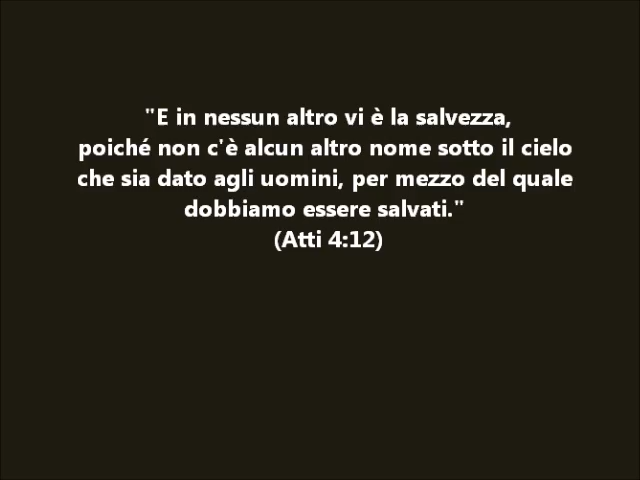 "E in nessun altro vi è la salvezza,
poiché non c'è alcun altro nome sotto il cielo
che sia dato agli uomini, per mezzo del quale
dobbiamo essere salvati."
(Atti 4:12)